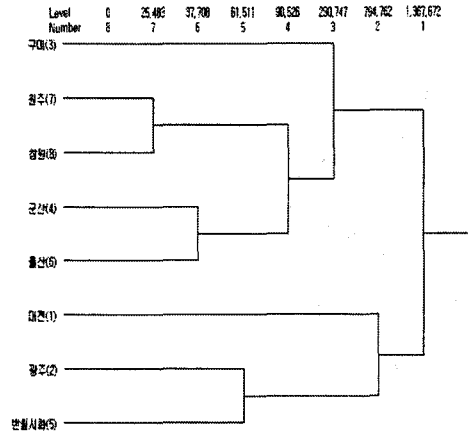 Level 0 25,483 37,708 61,511 90,526 290,747 794,762 1,367,672
Number 8 7 6 5 4 3 2 1
구미(3)
원주(7)
창원(8)
군산(4)
울산(6)
대전(1)
광주(2)
반월시화(5)